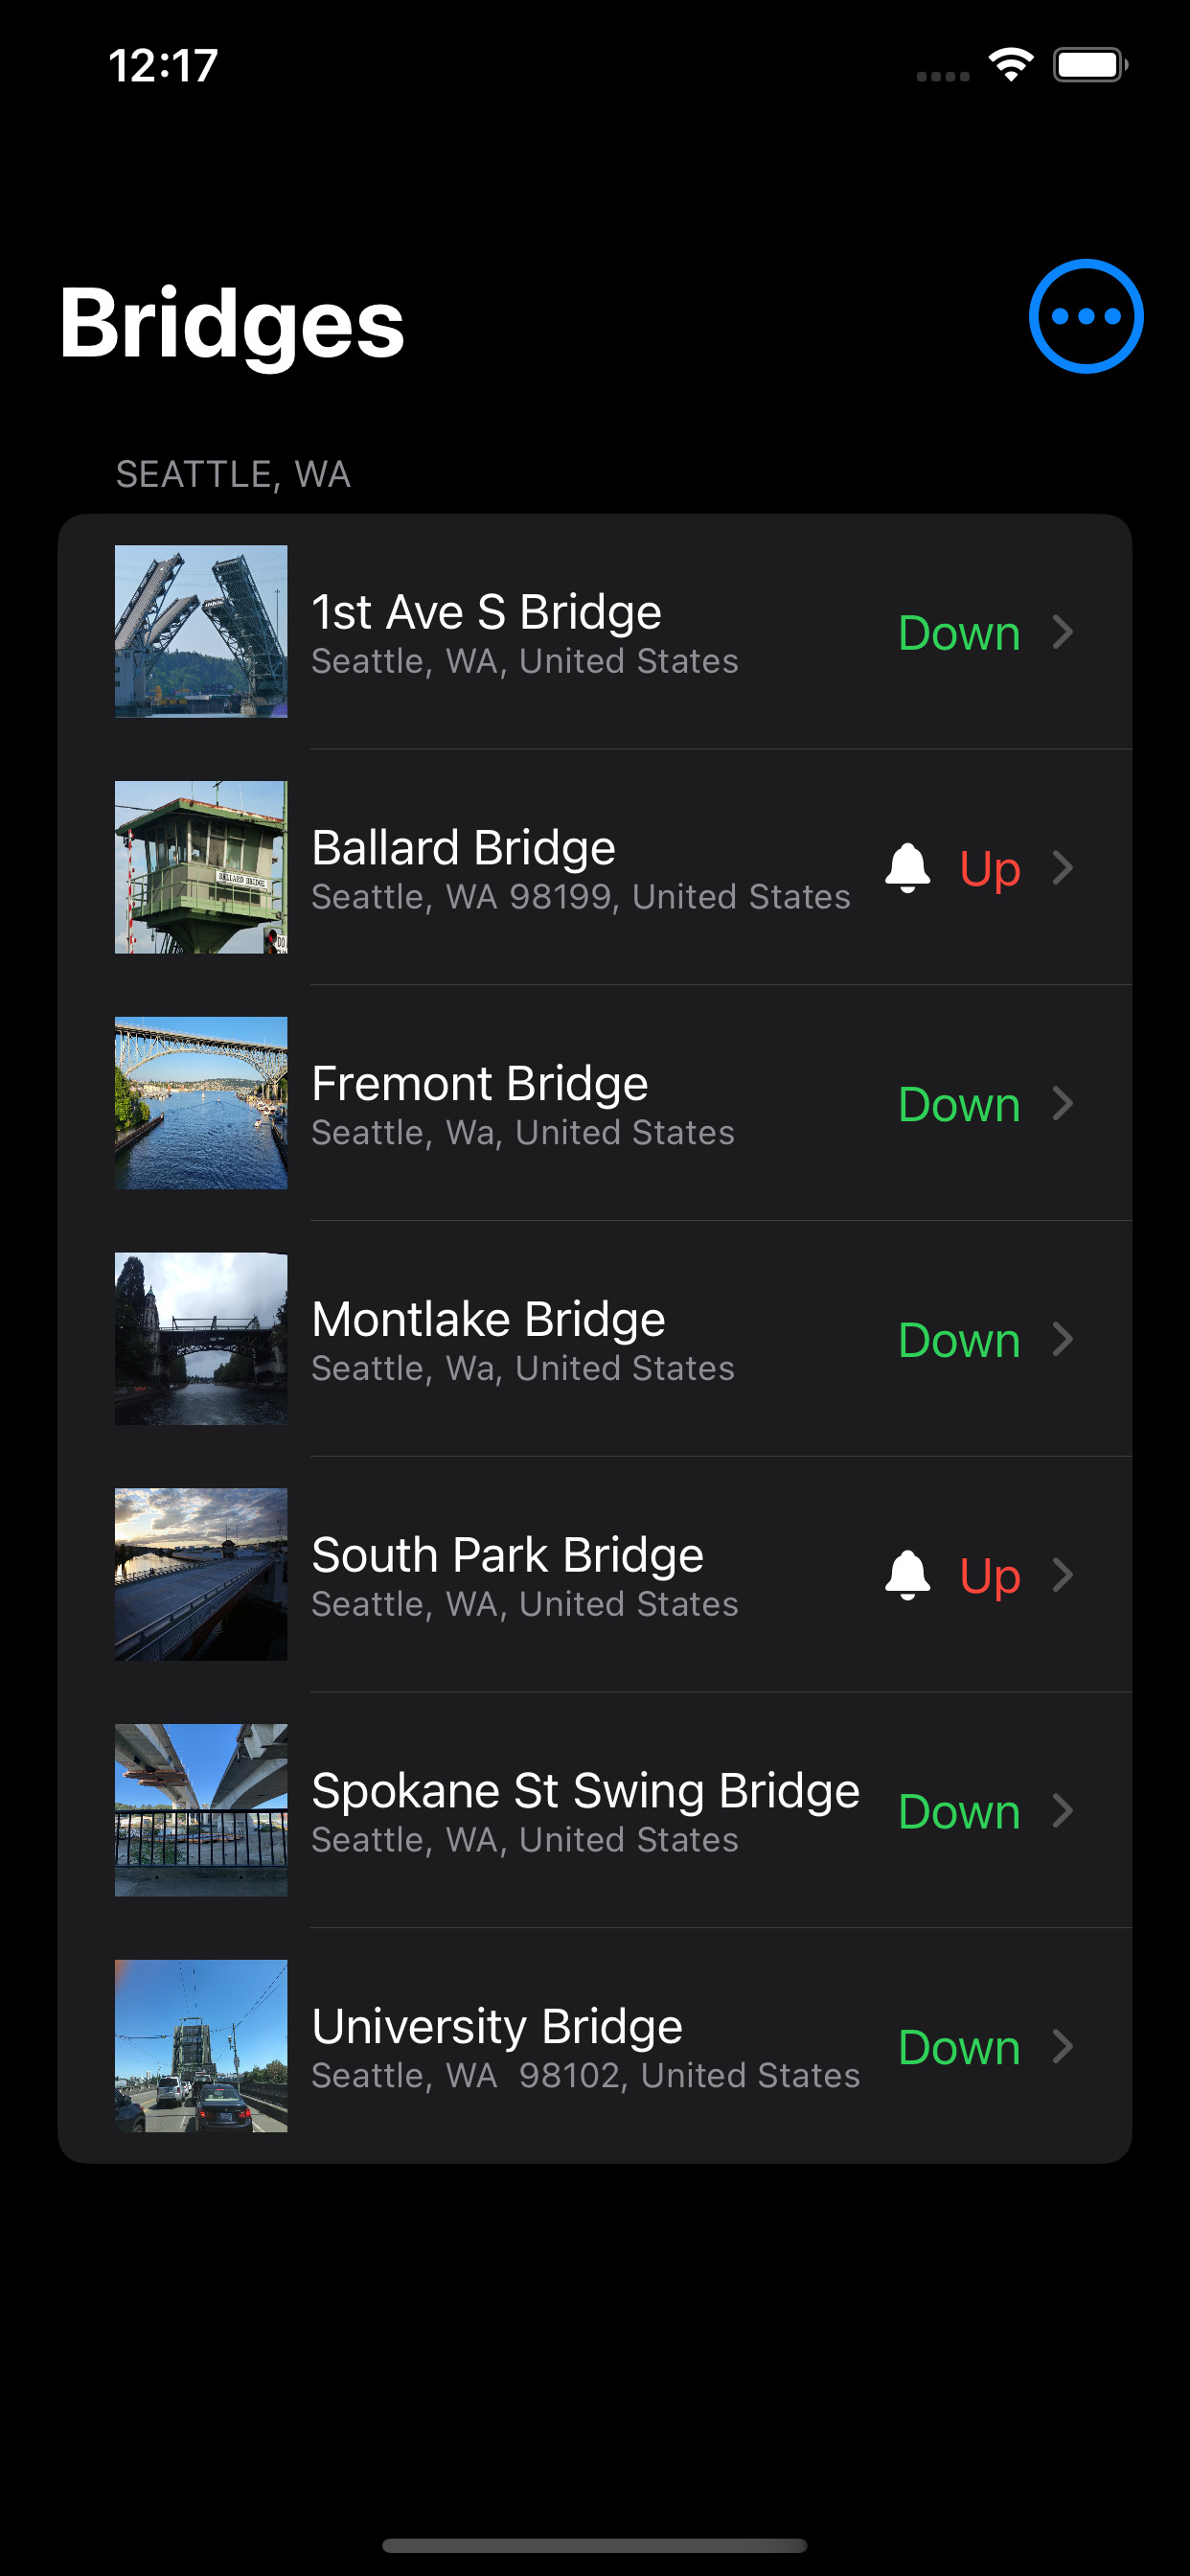 12:17
Bridges
SEATTLE, WA
1st Ave S Bridge
Seattle, WA, United States
Down
Ballard Bridge
Seattle, WA 98199, United States
Up
BALLARD BRIDGE
Fremont Bridge
Seattle, Wa, United States
Down
Montlake Bridge
Seattle, Wa, United States
Down
South Park Bridge
Seattle, WA, United States
Up
Spokane St Swing Bridge
Seattle, WA, United States
Down
University Bridge
Seattle, WA  98102, United States
Down